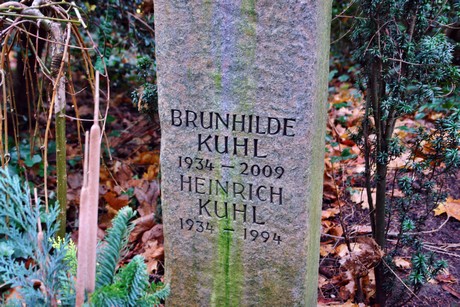 BRUNHILDE
KUHL
1934 – 2009
HEINRICH
KUHL
1934 – 1994